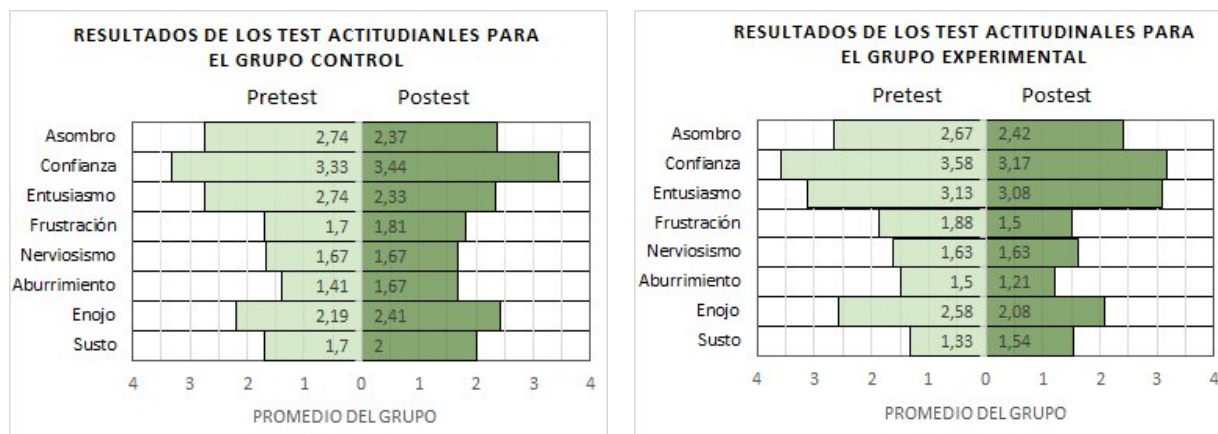 RESULTADOS DE LOS TEST ACTITUDIANLES PARA
EL GRUPO CONTROL
Pretest Postest
Asombro 2,74 2,37
Confianza 3,33 3,44
Entusiasmo 2,74 2,33
Frustración 1,7 1,81
Nerviosismo 1,67 1,67
Aburrimiento 1,41 1,67
Enojo 2,19 2,41
Susto 1,7 2
4 3 2 1 0 1 2 3 4
PROMEDIO DEL GRUPO
RESULTADOS DE LOS TEST ACTITUDINALES PARA
EL GRUPO EXPERIMENTAL
Pretest Postest
Asombro 2,67 2,42
Confianza 3,58 3,17
Entusiasmo 3,13 3,08
Frustración 1,88 1,5
Nerviosismo 1,63 1,63
Aburrimiento 1,5 1,21
Enojo 2,58 2,08
Susto 1,33 1,54
4 3 2 1 0 1 2 3 4
PROMEDIO DEL GRUPO